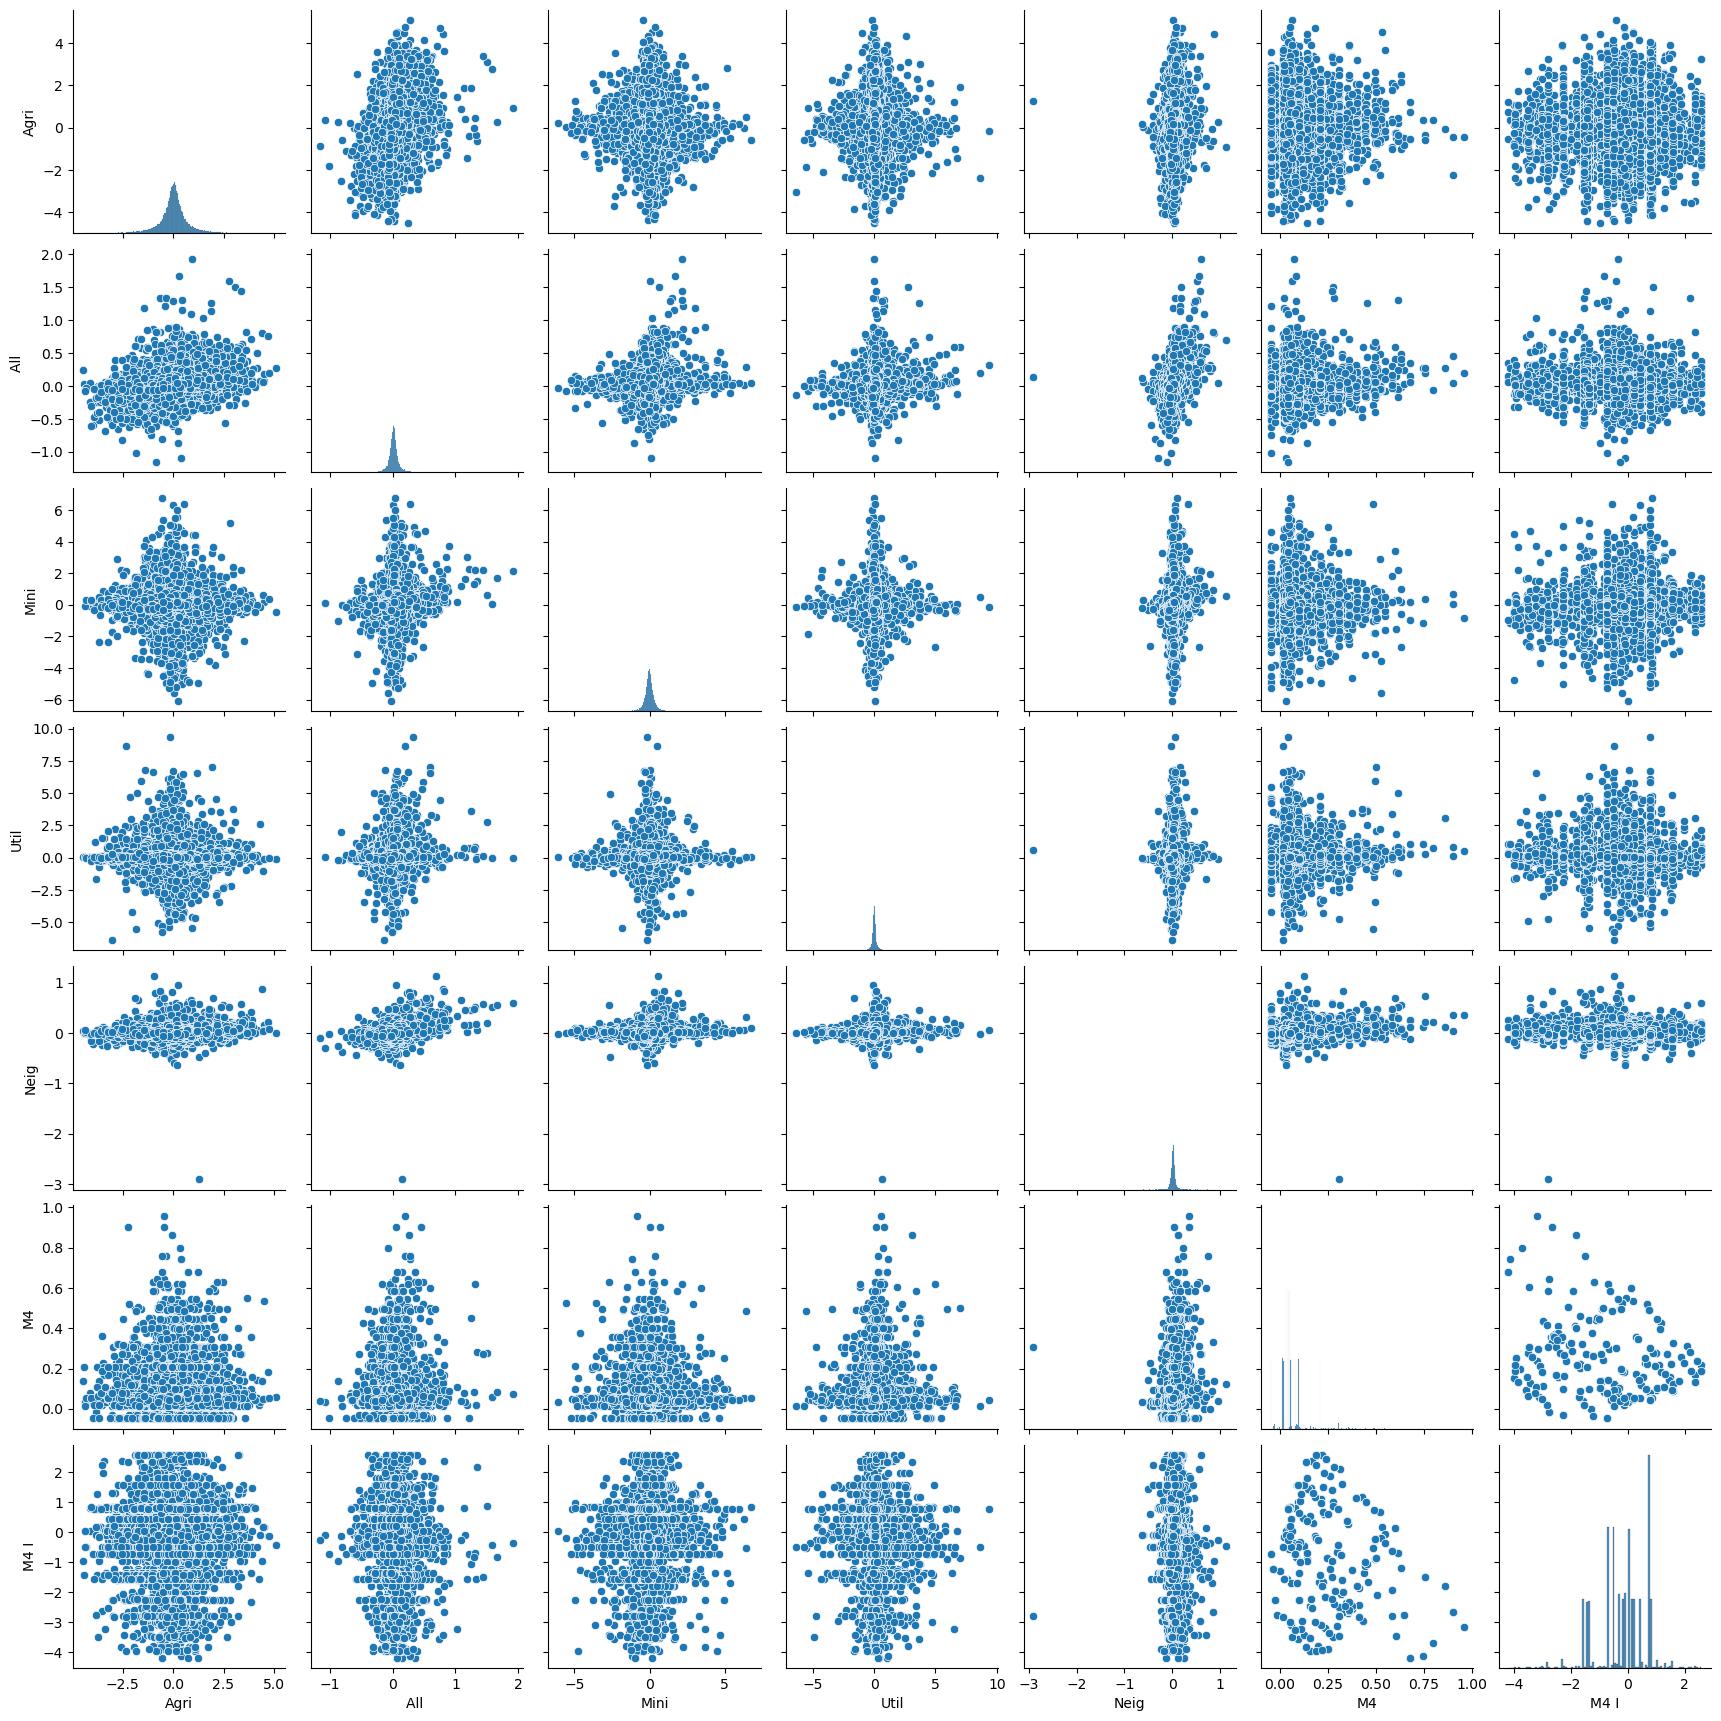 4
2
0
−2
−4
Agri
2.0
1.5
1.0
0.5
0.0
−0.5
−1.0
All
6
4
2
0
−2
−4
−6
Mini
10.0
7.5
5.0
2.5
0.0
−2.5
−5.0
Util
1
0
−1
−2
−3
Neig
1.0
0.8
0.6
0.4
0.2
0.0
M4
2
1
0
−1
−2
−3
−4
M4 I
−2.5 0.0 2.5 5.0
Agri
−1 0 1 2
All
−5 0 5
Mini
−5 0 5 10
Util
−3 −2 −1 0 1
Neig
0.00 0.25 0.50 0.75 1.00
M4
−4 −2 0 2
M4 I